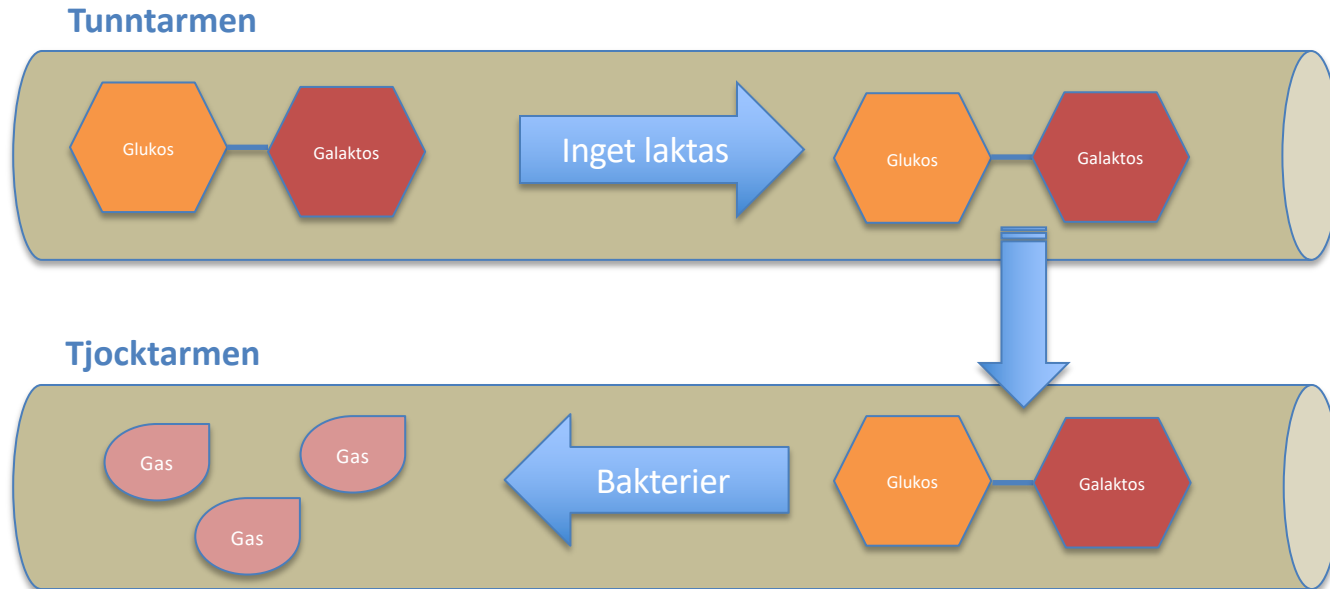 Tunntarmen
Glukos
Galaktos
Inget laktas
Glukos
Galaktos
Tjocktarmen
Gas
Gas
Gas
Bakterier
Glukos
Galaktos